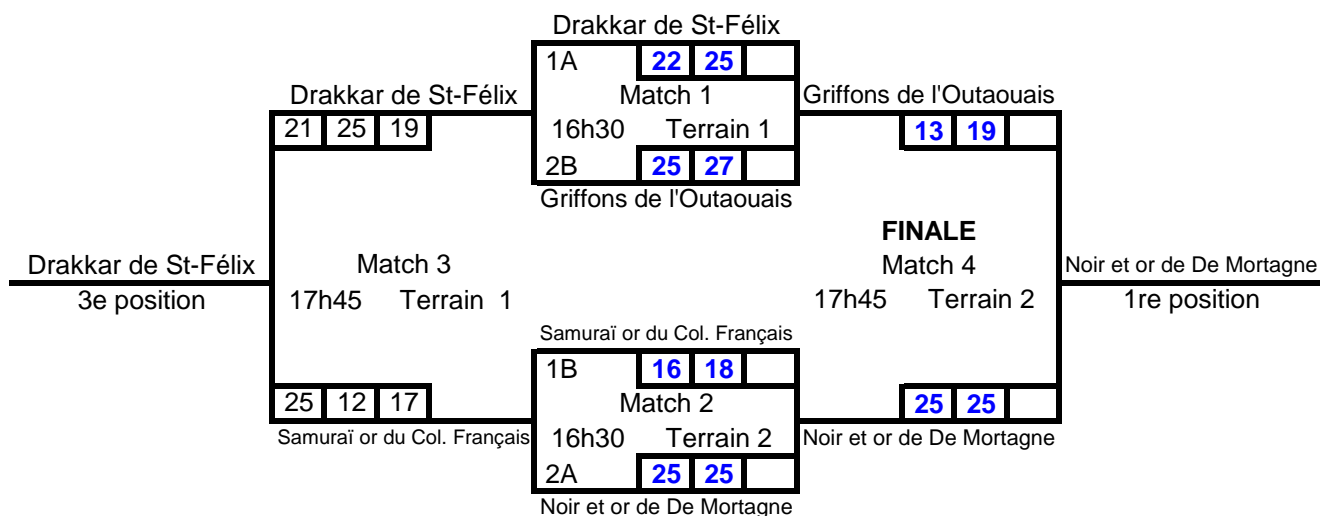 Drakkar de St-Félix
1A 22 25
Drakkar de St-Félix Match 1 Griffons de l'Outaouais
21 25 19 16h30 Terrain 1 13 19
2B 25 27
Griffons de l'Outaouais
FINALE
Drakkar de St-Félix Match 3 Match 4 Noir et or de De Mortagne
3e position 17h45 Terrain 1 17h45 Terrain 2 1re position
Samuraï or du Col. Français
1B 16 18
25 12 17 Match 2 25 25
Samuraï or du Col. Français 16h30 Terrain 2 Noir et or de De Mortagne
2A 25 25
Noir et or de De Mortagne